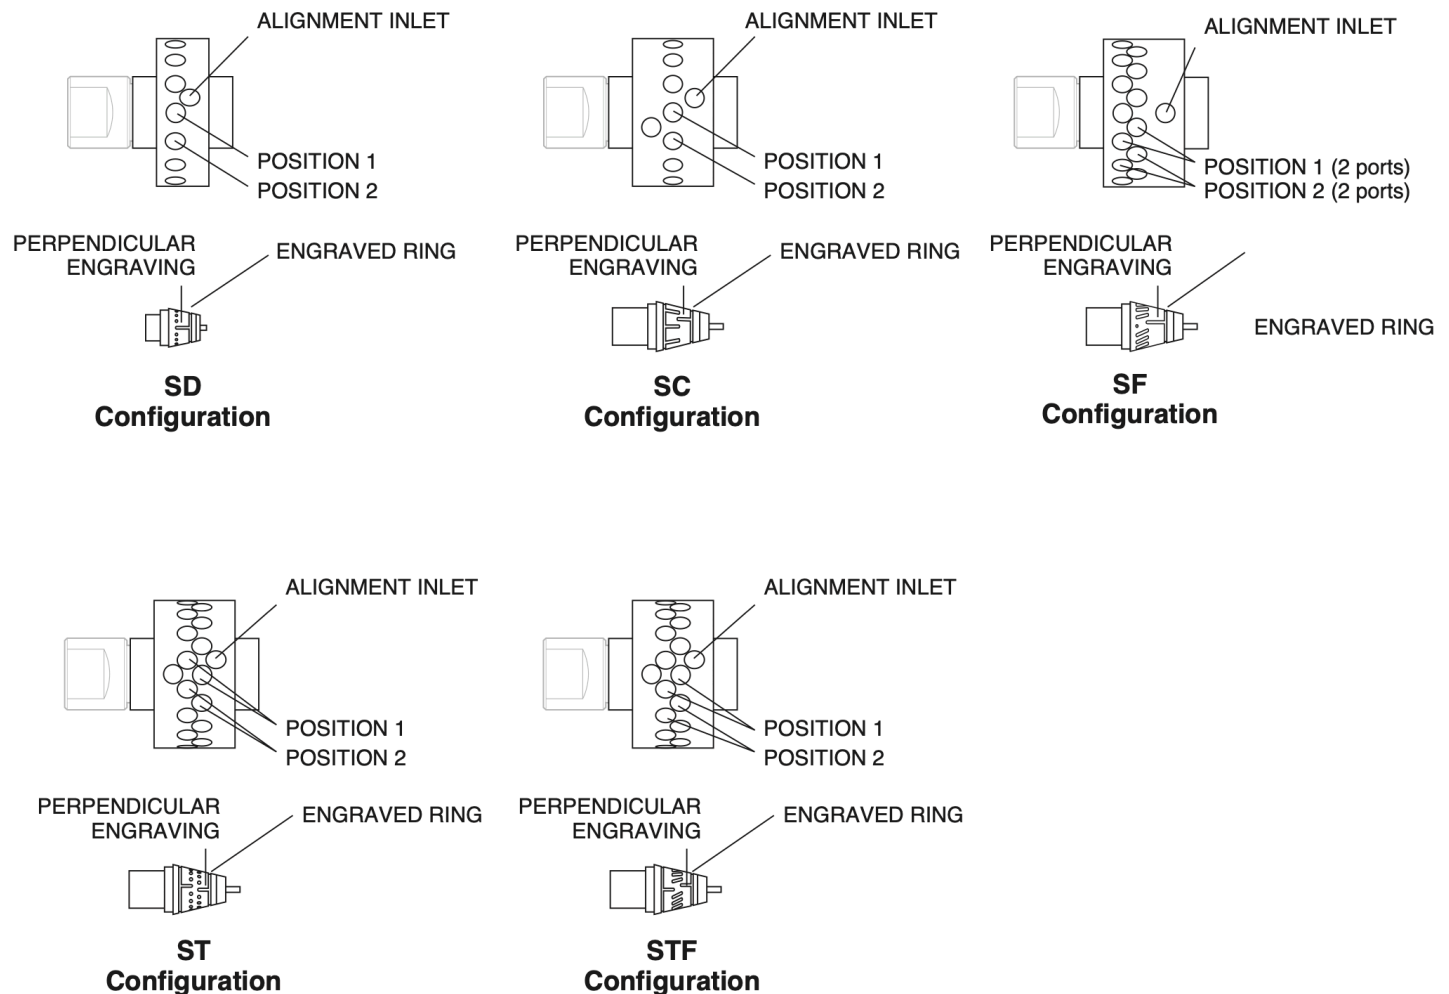 ALIGNMENT INLET
POSITION 1
POSITION 2
PERPENDICULAR
ENGRAVING
ENGRAVED RING
SD
Configuration
ALIGNMENT INLET
POSITION 1
POSITION 2
PERPENDICULAR
ENGRAVING
ENGRAVED RING
SC
Configuration
ALIGNMENT INLET
POSITION 1 (2 ports)
POSITION 2 (2 ports)
PERPENDICULAR
ENGRAVING
ENGRAVED RING
SF
Configuration
ALIGNMENT INLET
POSITION 1
POSITION 2
PERPENDICULAR
ENGRAVING
ENGRAVED RING
ST
Configuration
ALIGNMENT INLET
POSITION 1
POSITION 2
PERPENDICULAR
ENGRAVING
ENGRAVED RING
STF
Configuration